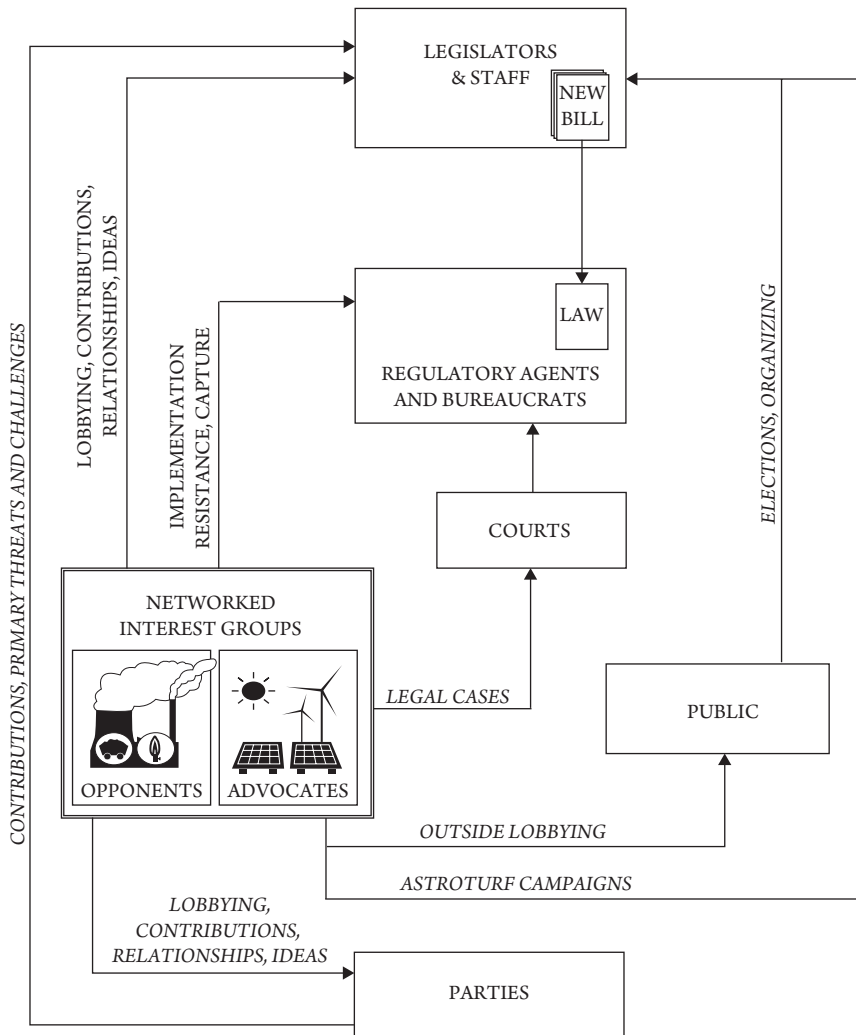 LEGISLATORS
& STAFF
NEW
BILL
LOBBYING, CONTRIBUTIONS,
RELATIONSHIPS, IDEAS
CONTRIBUTIONS, PRIMARY THREATS AND CHALLENGES
IMPLEMENTATION
RESISTANCE, CAPTURE
LAW
REGULATORY AGENTS
AND BUREAUCRATS
ELECTIONS, ORGANIZING
COURTS
NETWORKED
INTEREST GROUPS
OPPONENTS
ADVOCATES
LEGAL CASES
PUBLIC
OUTSIDE LOBBYING
ASTROTURF CAMPAIGNS
LOBBYING,
CONTRIBUTIONS,
RELATIONSHIPS, IDEAS
PARTIES